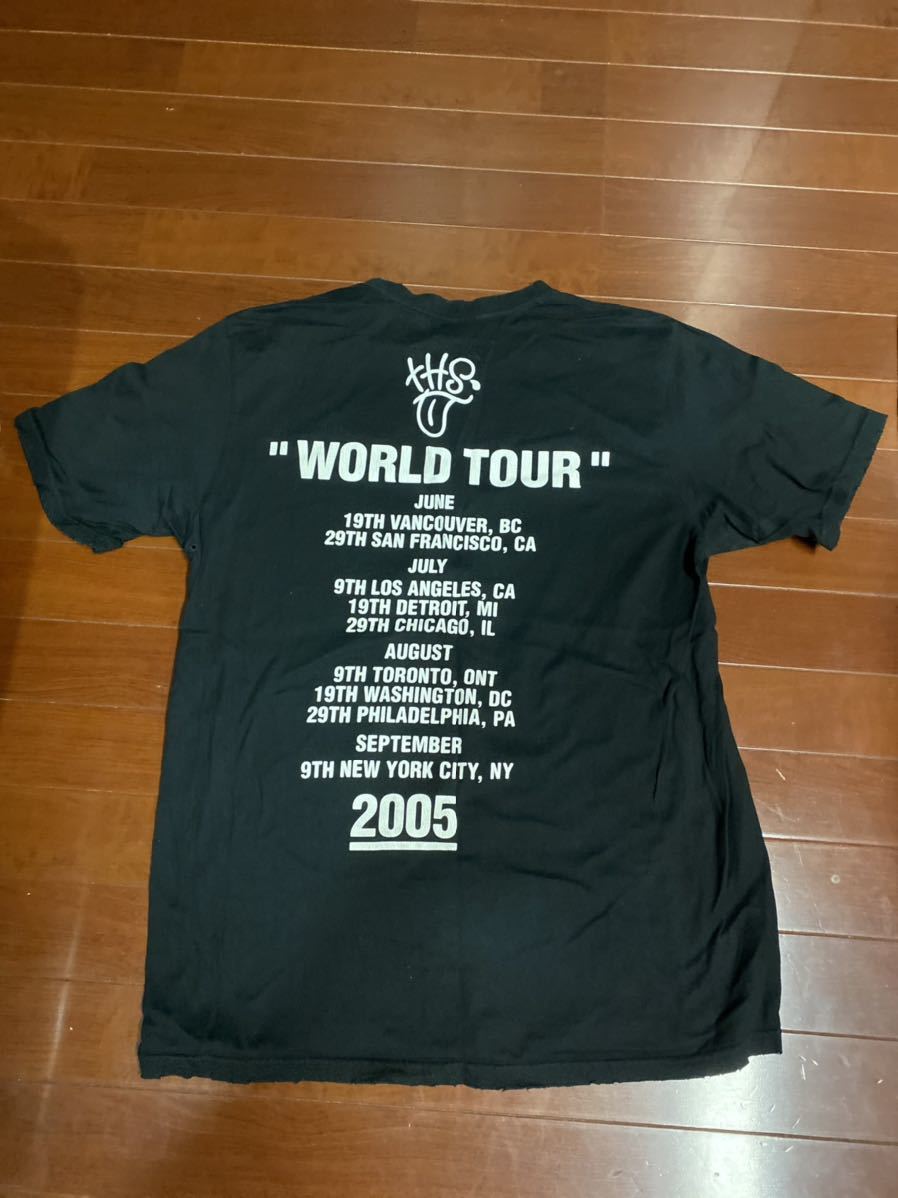 XHS.
" WORLD TOUR "
JUNE
19TH VANCOUVER, BC
29TH SAN FRANCISCO, CA
JULY
9TH LOS ANGELES, CA
19TH DETROIT, MI
29TH CHICAGO, IL
AUGUST
9TH TORONTO, ONT
19TH WASHINGTON, DC
29TH PHILADELPHIA, PA
SEPTEMBER
9TH NEW YORK CITY, NY
2005